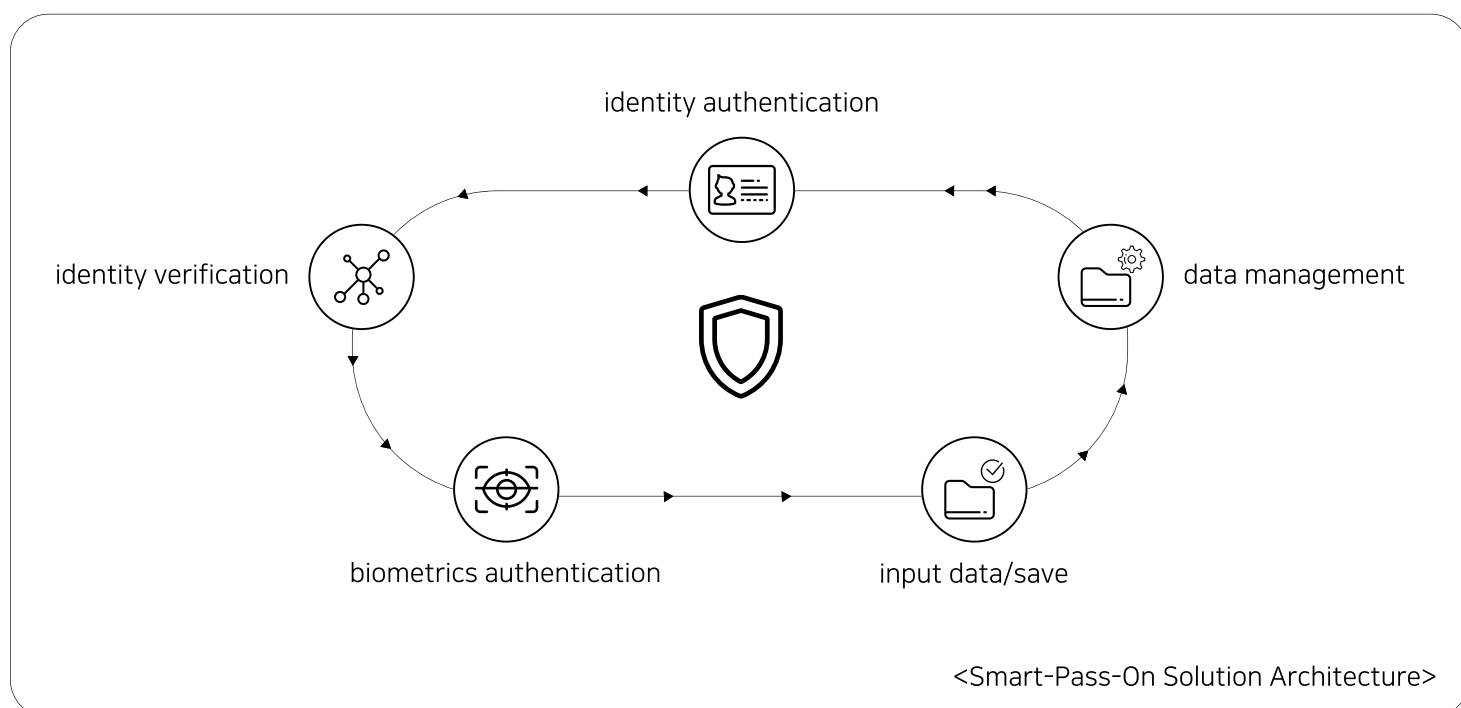 identity authentication
identity verification
data management
biometrics authentication
input data/save
<Smart-Pass-On Solution Architecture>